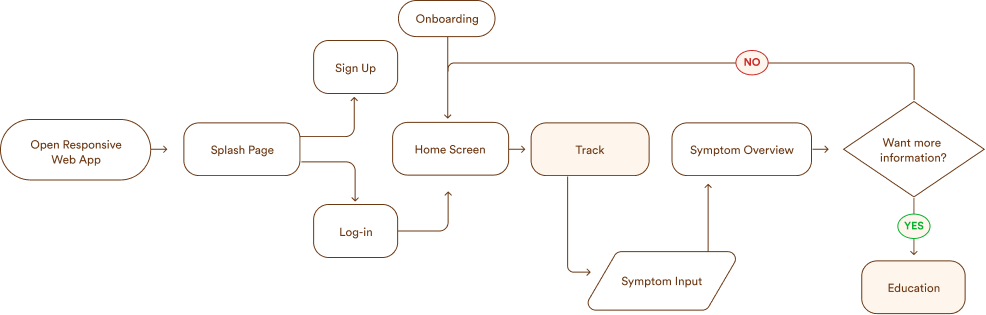 Onboarding
Sign Up
NO
Open Responsive
Web App
Splash Page
Home Screen
Track
Symptom Overview
Want more
information?
Log-in
YES
Symptom Input
Education